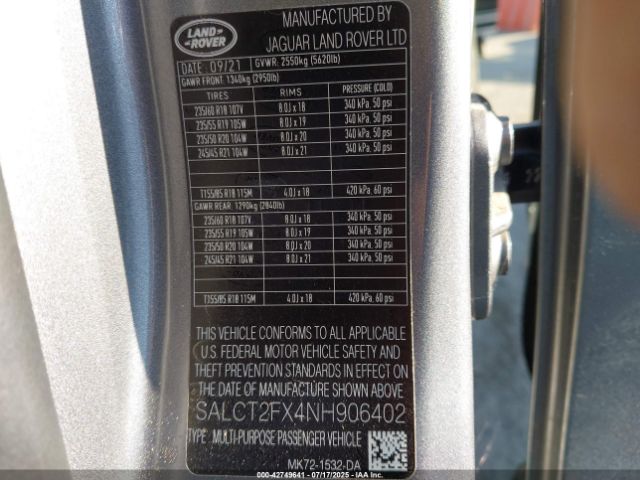 LAND ROVER
MANUFACTURED BY
JAGUAR LAND ROVER LTD
DATE: 09/21 GVWR: 2550kg (5620lb)
GAWR FRONT: 1340kg (2950lb)
TIRES RIMS PRESSURE (COLD)
235/60 R18 107V 8.0J x 18 340 kPa, 50 psi
235/55 R19 105W 8.0J x 19 340 kPa, 50 psi
235/50 R20 104W 8.0J x 20 340 kPa, 50 psi
245/45 R21 104W 8.0J x 21 340 kPa, 50 psi
T155/85 R18 115M 4.0J x 18 420 kPa, 60 psi
GAWR REAR: 1290kg (2840lb)
235/60 R18 107V 8.0J x 18 340 kPa, 50 psi
235/55 R19 105W 8.0J x 19 340 kPa, 50 psi
235/50 R20 104W 8.0J x 20 340 kPa, 50 psi
245/45 R21 104W 8.0J x 21 340 kPa, 50 psi
T155/85 R18 115M 4.0J x 18 420 kPa, 60 psi
THIS VEHICLE CONFORMS TO ALL APPLICABLE
U.S. FEDERAL MOTOR VEHICLE SAFETY AND
THEFT PREVENTION STANDARDS IN EFFECT ON
THE DATE OF MANUFACTURE SHOWN ABOVE
SALCT2FX4NH906402
TYPE: MULTI-PURPOSE PASSENGER VEHICLE
MK72-1532-DA
(JOB ID: 42749641 - 07/17/2025 - IAA Inc.)